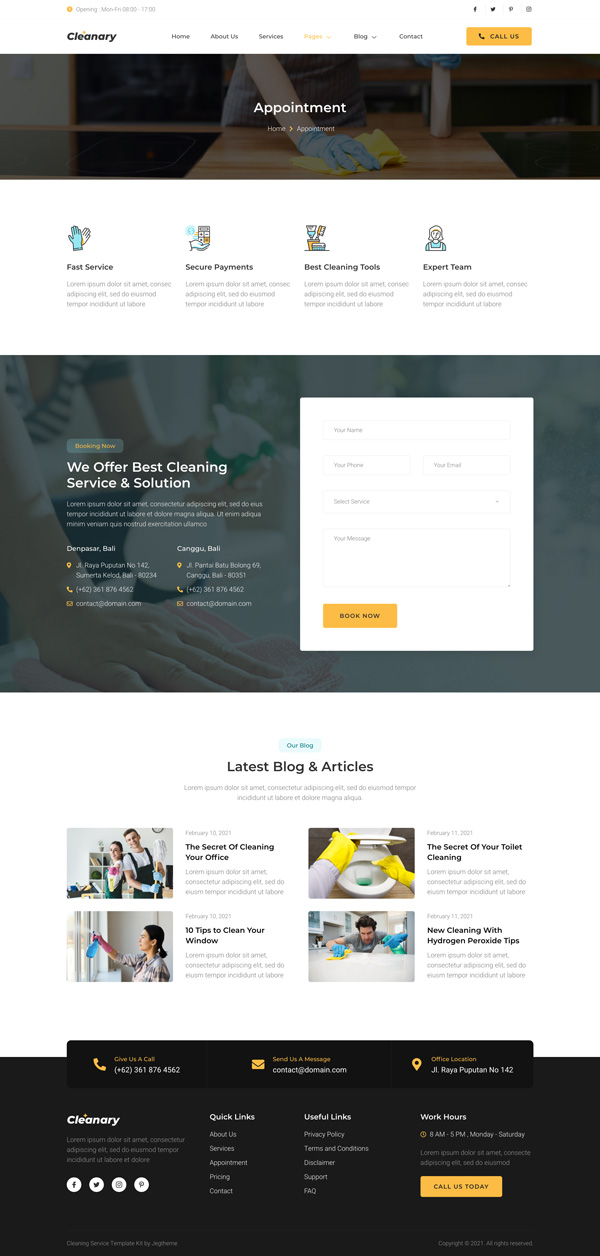 Opening : Mon-Fri 08:00 - 17:00
Cleanary
Home
About Us
Services
Pages
Blog
Contact
CALL US
Appointment
Home
Appointment
Fast Service
Lorem ipsum dolor sit amet, consec
adipiscing elit, sed do eiusmod
tempor incididunt ut labore
Secure Payments
Lorem ipsum dolor sit amet, consec
adipiscing elit, sed do eiusmod
tempor incididunt ut labore
Best Cleaning Tools
Lorem ipsum dolor sit amet, consec
adipiscing elit, sed do eiusmod
tempor incididunt ut labore
Expert Team
Lorem ipsum dolor sit amet, consec
adipiscing elit, sed do eiusmod
tempor incididunt ut labore
Booking Now
We Offer Best Cleaning
Service & Solution
Lorem ipsum dolor sit amet, consectetur adipiscing elit, sed do eius
tempor incididunt ut labore et dolore magna aliqua. Ut enim adiqua
minim veniam quis nostrud exercitation ullamco
Denpasar, Bali
Jl. Raya Puputan No 142,
Sumerta Kelod, Bali - 80234
(+62) 361 876 4562
contact@domain.com
Canggu, Bali
Jl. Pantai Batu Bolong 69,
Canggu, Bali - 80351
(+62) 361 876 4562
contact@domain.com
Your Name
Your Phone
Your Email
Select Service
Your Message
BOOK NOW
Our Blog
Latest Blog & Articles
Lorem ipsum dolor sit amet, consectetur adipiscing elit, sed do eiusmod tempor
incididunt ut labore et dolore magna aliqua.
February 10, 2021
The Secret Of Cleaning
Your Office
Lorem ipsum dolor sit amet,
consectetur adipiscing elit, sed do
eiusm tempor incididunt ut labore
February 11, 2021
The Secret Of Your Toilet
Cleaning
Lorem ipsum dolor sit amet,
consectetur adipiscing elit, sed do
eiusm tempor incididunt ut labore
February 10, 2021
10 Tips to Clean Your
Window
Lorem ipsum dolor sit amet,
consectetur adipiscing elit, sed do
eiusm tempor incididunt ut labore
February 11, 2021
New Cleaning With
Hydrogen Peroxide Tips
Lorem ipsum dolor sit amet,
consectetur adipiscing elit, sed do
eiusm tempor incididunt ut labore
Give Us A Call
(+62) 361 876 4562
Send Us A Message
contact@domain.com
Office Location
Jl. Raya Puputan No 142
Cleanary
Lorem ipsum dolor sit amet, consectetur
adipiscing elit, sed do eiusmod tempor
incididunt ut labore et dolore
Quick Links
About Us
Services
Appointment
Pricing
Contact
Useful Links
Privacy Policy
Terms and Conditions
Disclaimer
Support
FAQ
Work Hours
8 AM - 5 PM , Monday - Saturday
Lorem ipsum dolor sit amet, consecte
adipiscing elit, sed do eiusmod
CALL US TODAY
Cleaning Service Template Kit by Jegtheme
Copyright © 2021. All rights reserved.